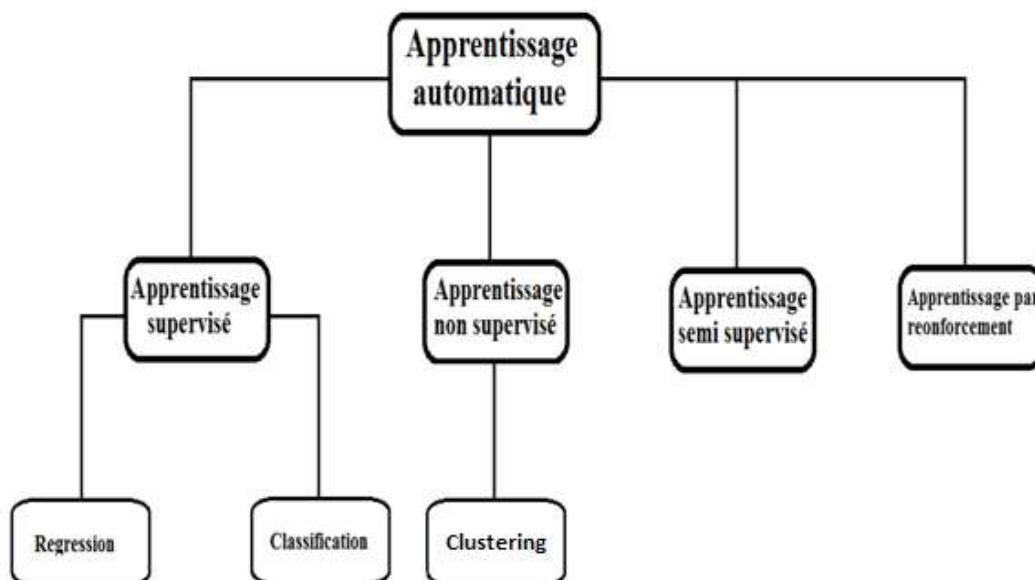 Apprentissage
automatique
Apprentissage
supervisé
Apprentissage
non supervisé
Apprentissage
semi supervisé
Apprentissage par
reonforcement
Regression
Classification
Clustering